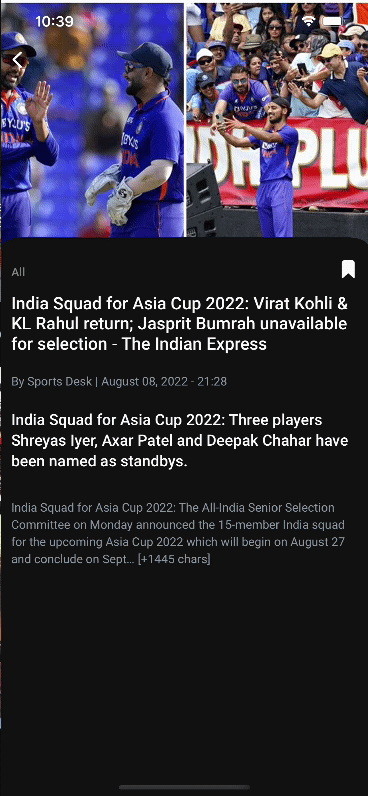 10:39
BYJU'S
DHA PLU
All
India Squad for Asia Cup 2022: Virat Kohli &
KL Rahul return; Jasprit Bumrah unavailable
for selection - The Indian Express
By Sports Desk | August 08, 2022 - 21:28
India Squad for Asia Cup 2022: Three players
Shreyas Iyer, Axar Patel and Deepak Chahar have
been named as standbys.
India Squad for Asia Cup 2022: The All-India Senior Selection
Committee on Monday announced the 15-member India squad
for the upcoming Asia Cup 2022 which will begin on August 27
and conclude on Sept… [+1445 chars]